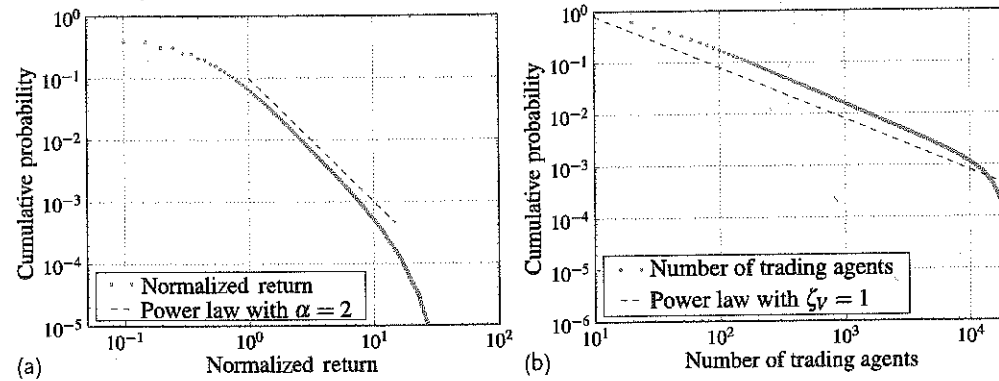 10^0
10^-1
10^-2
10^-3
10^-4
10^-5
Cumulative probability
Normalized return
Power law with α = 2
10^-1
10^0
10^1
10^2
Normalized return
(a)
10^0
10^-1
10^-2
10^-3
10^-4
10^-5
10^-6
Cumulative probability
Number of trading agents
Power law with ζ_V = 1
10^1
10^2
10^3
10^4
Number of trading agents
(b)